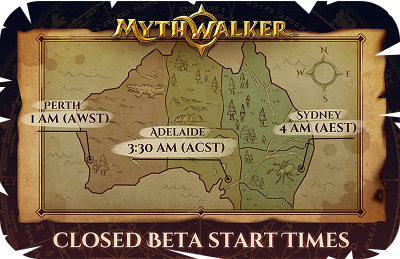 MYTHWALKER
N
W
E
S
PERTH
1 AM (AWST)
ADELAIDE
3:30 AM (ACST)
SYDNEY
4 AM (AEST)
CLOSED BETA START TIMES